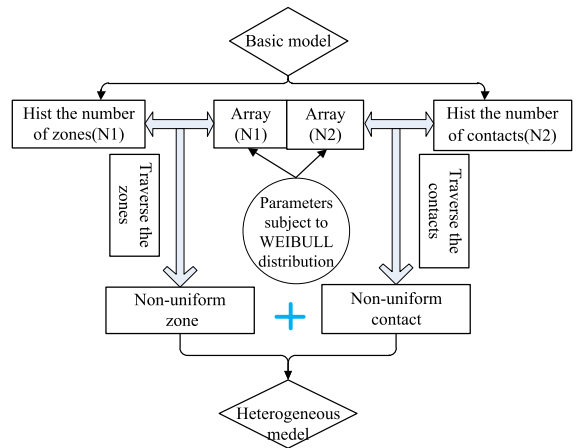 Basic model
Hist the number
of zones(N1)
Array
(N1)
Array
(N2)
Hist the number
of contacts(N2)
Traverse the
zones
Parameters
subject to
WEIBULL
distribution
Traverse the
contacts
Non-uniform
zone
Non-uniform
contact
Heterogeneous
medel